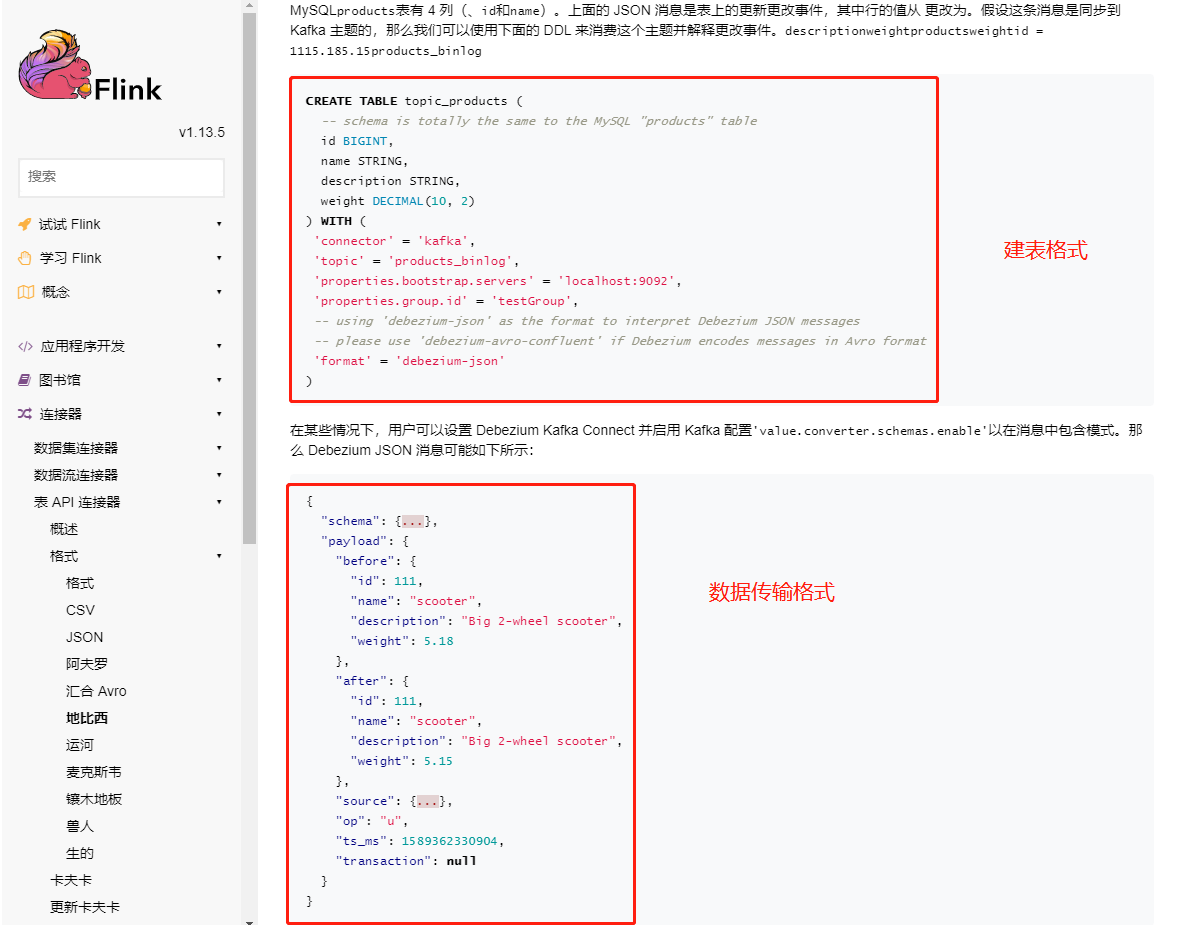 Flink
v1.13.5
搜索
试试 Flink
学习 Flink
概念
应用程序开发
图书馆
连接器
数据集连接器
数据流连接器
表 API 连接器
概述
格式
格式
CSV
JSON
阿夫罗
汇合 Avro
地比西
运河
麦克斯韦
镶木地板
兽人
生的
卡夫卡
更新卡夫卡
MySQLproducts表有 4 列（、id和name）。上面的 JSON 消息是表上的更新更改事件，其中行的值从 更改为。假设这条消息是同步到
Kafka 主题的，那么我们可以使用下面的 DDL 来消费这个主题并解释更改事件。descriptionweightproductsweightid =
1115.185.15products_binlog
CREATE TABLE topic_products (
-- schema is totally the same to the MySQL "products" table
id BIGINT,
name STRING,
description STRING,
weight DECIMAL(10, 2)
) WITH (
'connector' = 'kafka',
'topic' = 'products_binlog',
'properties.bootstrap.servers' = 'localhost:9092',
'properties.group.id' = 'testGroup',
-- using 'debezium-json' as the format to interpret Debezium JSON messages
-- please use 'debezium-avro-confluent' if Debezium encodes messages in Avro format
'format' = 'debezium-json'
)
建表格式
在某些情况下，用户可以设置 Debezium Kafka Connect 并启用 Kafka 配置'value.converter.schemas.enable'以在消息中包含模式。那
么 Debezium JSON 消息可能如下所示：
{
"schema": {...},
"payload": {
"before": {
"id": 111,
"name": "scooter",
"description": "Big 2-wheel scooter",
"weight": 5.18
},
"after": {
"id": 111,
"name": "scooter",
"description": "Big 2-wheel scooter",
"weight": 5.15
},
"source": {...},
"op": "u",
"ts_ms": 1589362330904,
"transaction": null
}
}
数据传输格式